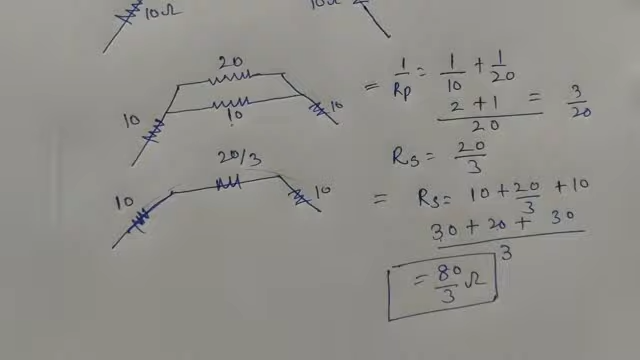 10Ω
10Ω
20
10
10
10
1/Rp = 1/10 + 1/20
2 + 1 / 20 = 3/20
20/3
10
10
Rs = 20/3
= Rs = 10 + 20/3 + 10
30 + 20 + 30 / 3
= 80/3 Ω